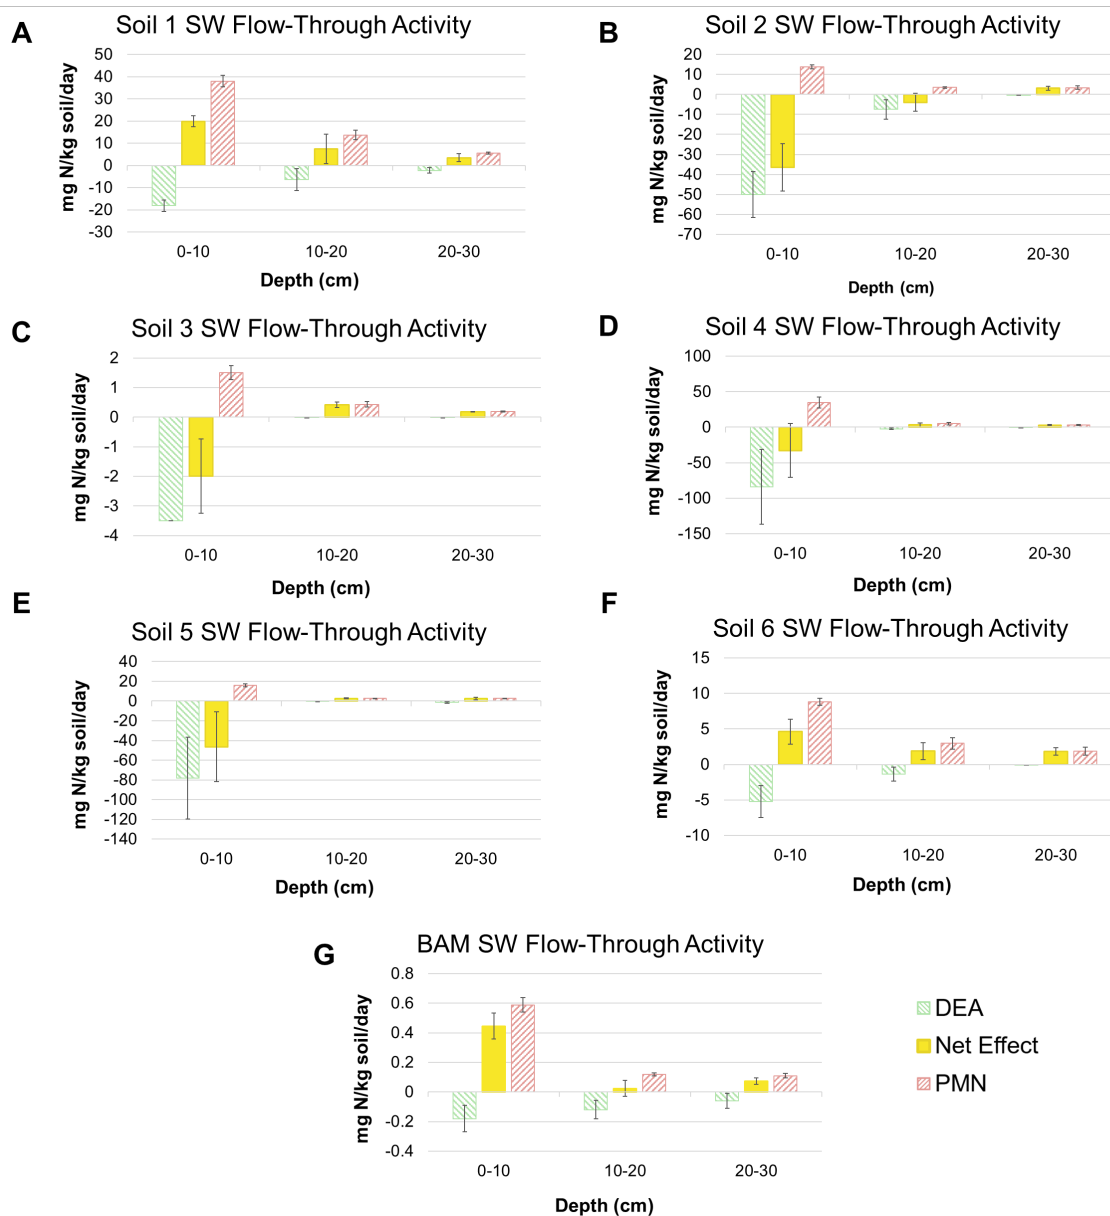 A
Soil 1 SW Flow-Through Activity
mg N/kg soil/day
50
40
30
20
10
0
-10
-20
-30
0-10
10-20
20-30
Depth (cm)
B
Soil 2 SW Flow-Through Activity
mg N/kg soil/day
20
10
0
-10
-20
-30
-40
-50
-60
-70
0-10
10-20
20-30
Depth (cm)
C
Soil 3 SW Flow-Through Activity
mg N/kg soil/day
2
1
0
-1
-2
-3
-4
0-10
10-20
20-30
Depth (cm)
D
Soil 4 SW Flow-Through Activity
mg N/kg soil/day
100
50
0
-50
-100
-150
0-10
10-20
20-30
Depth (cm)
E
Soil 5 SW Flow-Through Activity
mg N/kg soil/day
40
20
0
-20
-40
-60
-80
-100
-120
-140
0-10
10-20
20-30
Depth (cm)
F
Soil 6 SW Flow-Through Activity
mg N/kg soil/day
15
10
5
0
-5
-10
0-10
10-20
20-30
Depth (cm)
G
BAM SW Flow-Through Activity
mg N/kg soil/day
0.8
0.6
0.4
0.2
0
-0.2
-0.4
0-10
10-20
20-30
Depth (cm)
DEA
Net Effect
PMN